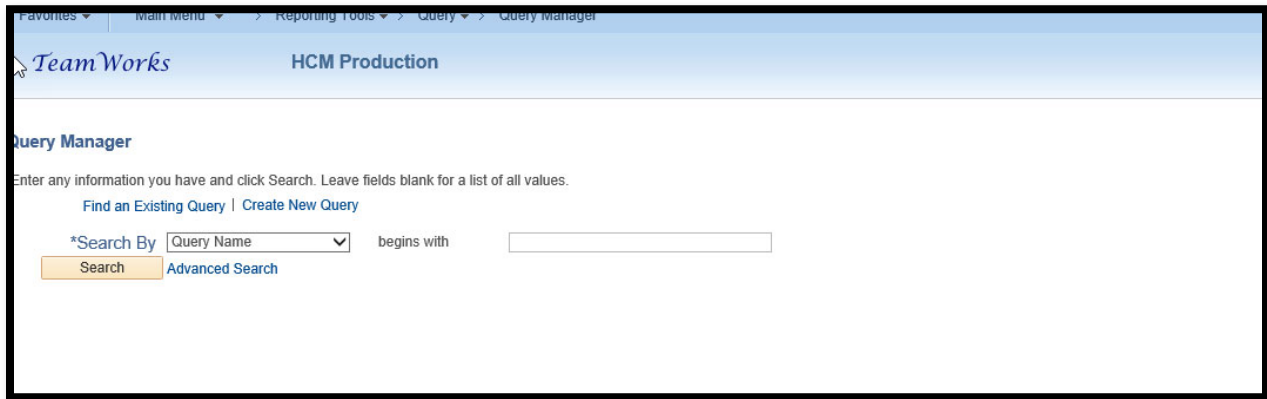 Favorites Main Menu > Reporting Tools > Query > Query Manager
TeamWorks HCM Production
Query Manager
Enter any information you have and click Search. Leave fields blank for a list of all values.
Find an Existing Query | Create New Query
*Search By Query Name begins with
Search Advanced Search